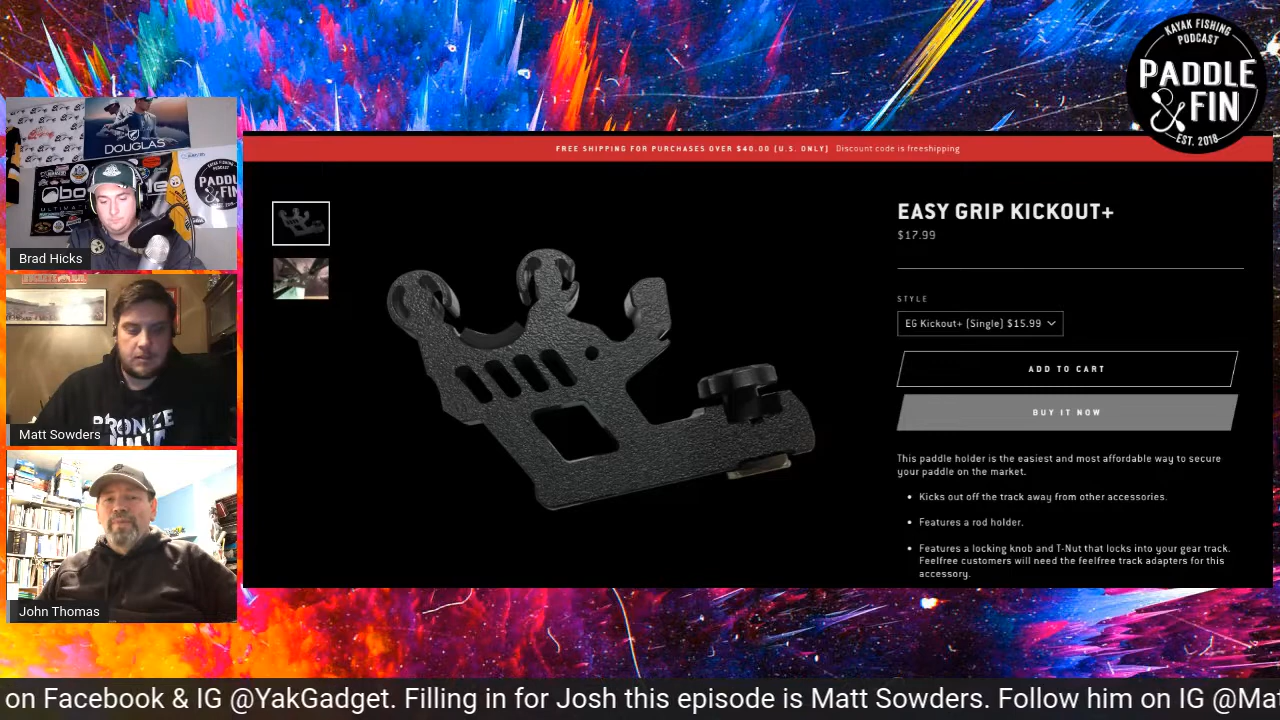 KAYAK FISHING
PODCAST
PADDLE
& FIN
EST. 2018
DOUGLAS
Brad Hicks
BRONZE
Matt Sowders
John Thomas
FREE SHIPPING FOR PURCHASES OVER $40.00 (U.S. ONLY) Discount code is freeshipping
EASY GRIP KICKOUT+
$17.99
STYLE
EG Kickout+ (Single) $15.99
ADD TO CART
BUY IT NOW
This paddle holder is the easiest and most affordable way to secure
your paddle on the market.
Kicks out off the track away from other accessories.
Features a rod holder.
Features a locking knob and T-Nut that locks into your gear track.
Feelfree customers will need the feelfree track adapters for this
accessory.
on Facebook & IG @YakGadget. Filling in for Josh this episode is Matt Sowders. Follow him on IG @Ma